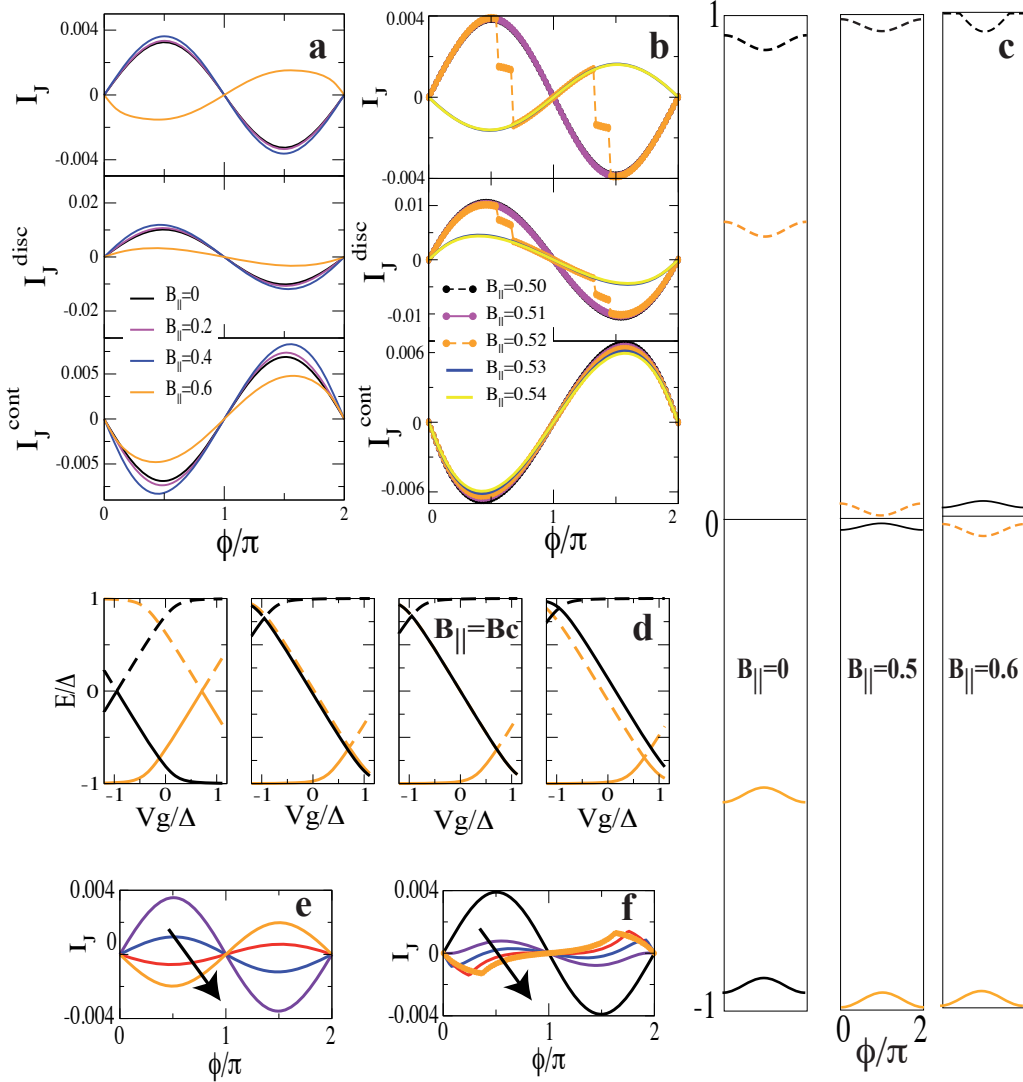 a
0.004
0
-0.004
I_J
0.02
0.01
0
-0.02
I_J^disc
B_||=0
B_||=0.2
B_||=0.4
B_||=0.6
0.005
0
-0.005
I_J^cont
0 1 2
ϕ/π
b
0.004
0
-0.004
I_J
0.01
0
-0.01
I_J^disc
B_||=0.50
B_||=0.51
B_||=0.52
B_||=0.53
B_||=0.54
0.006
0
-0.006
I_J^cont
0 1 2
ϕ/π
c
1
0
-1
B_||=0
B_||=0.5
B_||=0.6
0 2
ϕ/π
d
B_||=Bc
E/Δ
1
0
-1
-1 0 1
-1 0 1
-1 0 1
-1 0 1
Vg/Δ
Vg/Δ
Vg/Δ
Vg/Δ
e
0.004
0
-0.004
I_J
0 1 2
ϕ/π
f
0.004
0
-0.004
I_J
0 1 2
ϕ/π